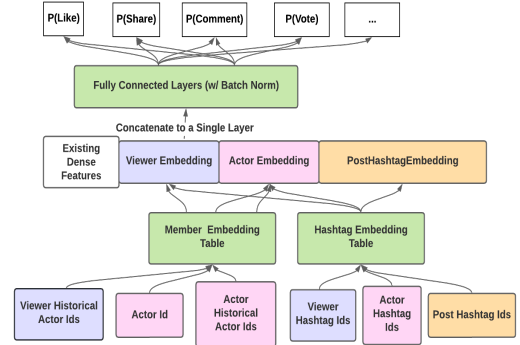 P(Like) P(Share) P(Comment) P(Vote) ...
Fully Connected Layers (w/ Batch Norm)
Concatenate to a Single Layer
Existing
Dense
Features
Viewer Embedding
Actor Embedding
PostHashtagEmbedding
Member Embedding
Table
Hashtag Embedding
Table
Viewer Historical
Actor Ids
Actor Id
Actor
Historical
Actor Ids
Viewer
Hashtag Ids
Actor
Hashtag
Ids
Post Hashtag Ids